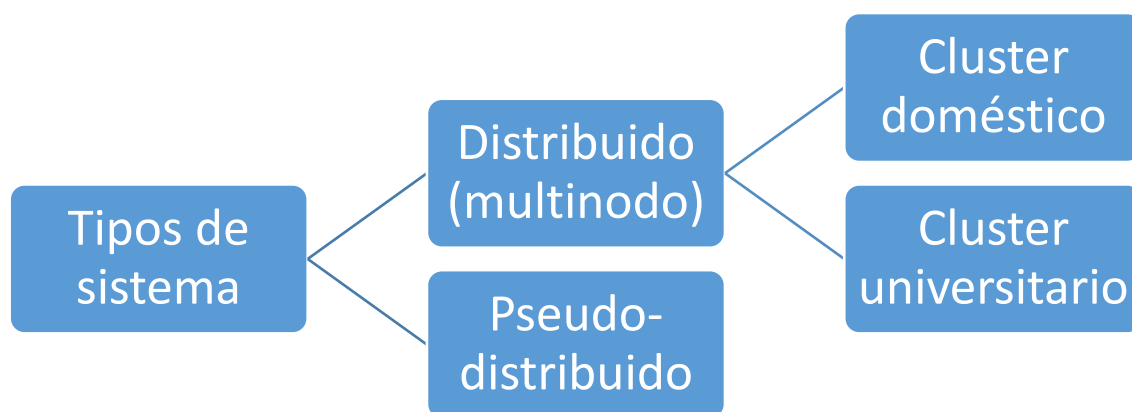 Tipos de
sistema
Distribuido
(multinodo)
Pseudo-
distribuido
Cluster
doméstico
Cluster
universitario